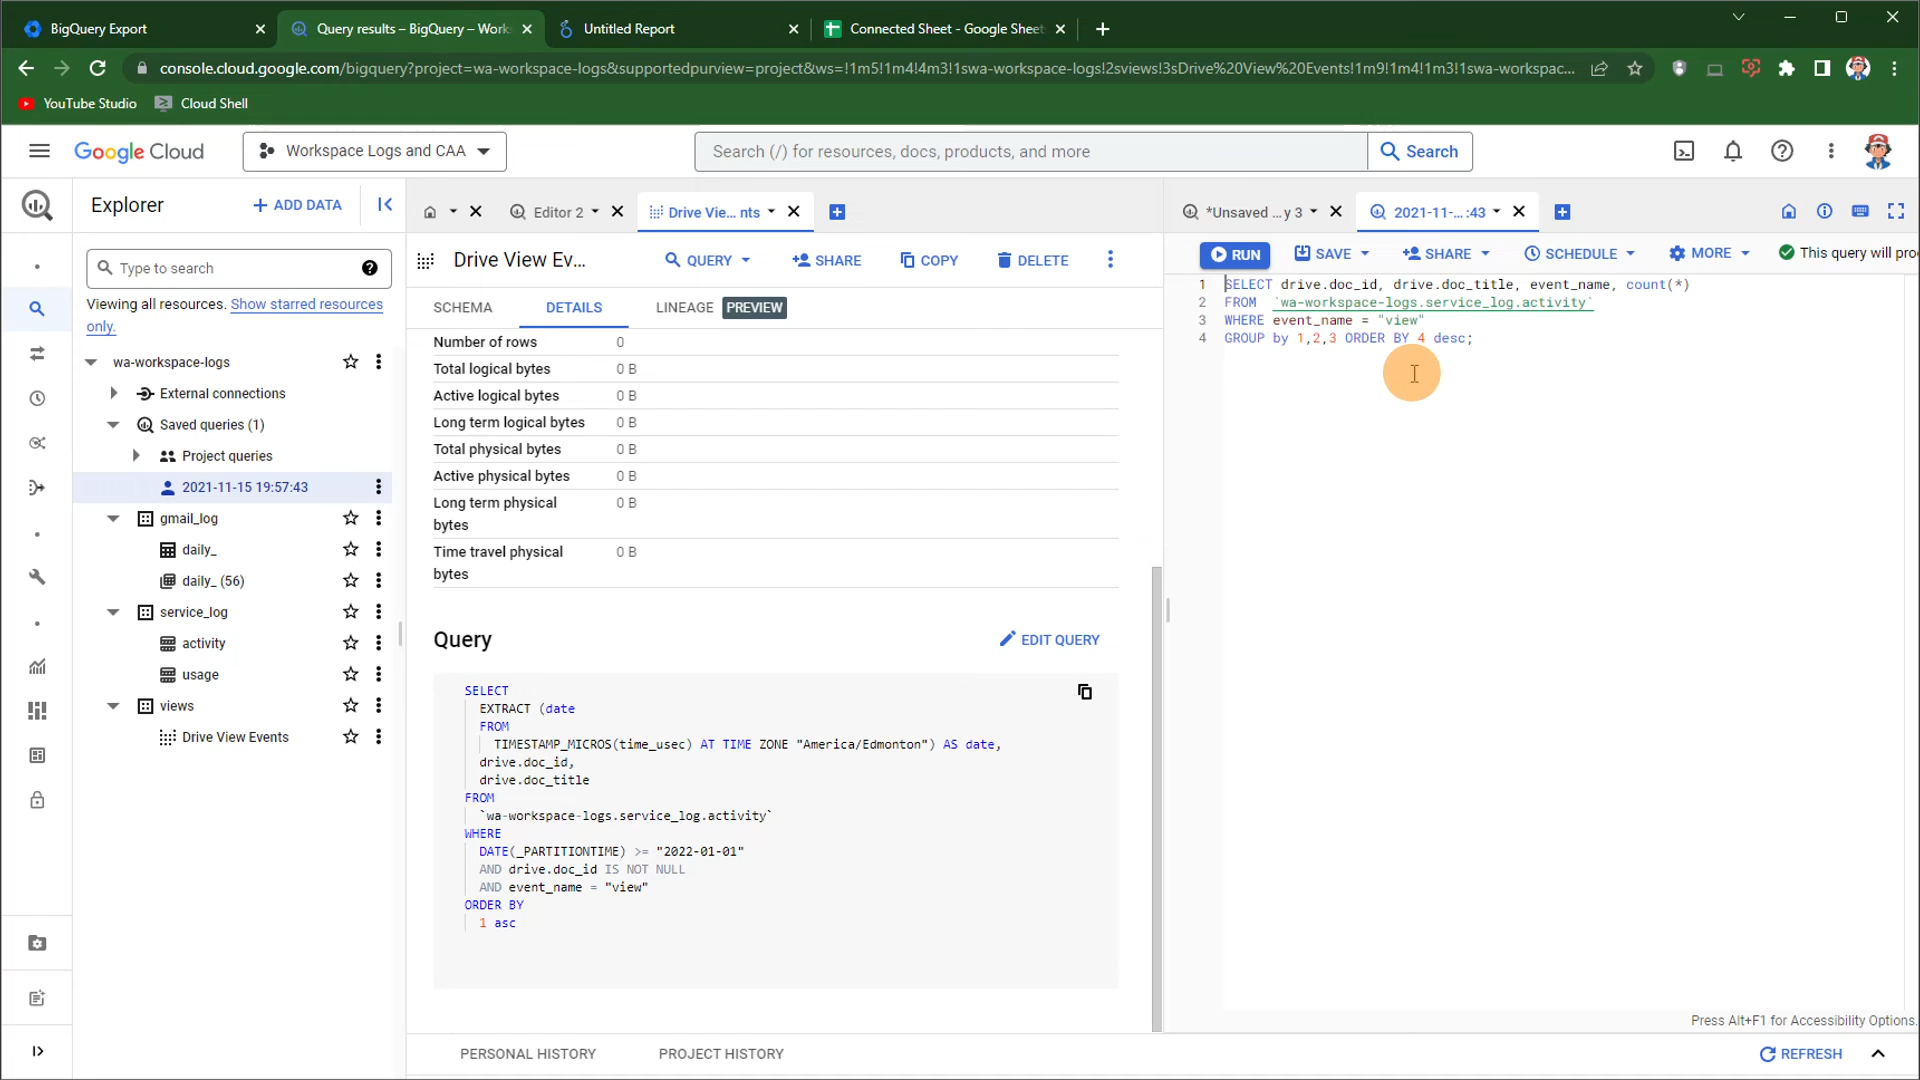 BigQuery Export
Query results – BigQuery – Work
Untitled Report
Connected Sheet - Google Sheet
console.cloud.google.com/bigquery?project=wa-workspace-logs&supportedpurview=project&ws=!1m5!1m4!4m3!1swa-workspace-logs!2sviews!3sDrive%20View%20Events!1m9!1m4!1m3!1swa-workspac...
YouTube Studio
Cloud Shell
Google Cloud
Workspace Logs and CAA
Search (/) for resources, docs, products, and more
Search
Explorer
+ ADD DATA
Editor 2
Drive Vie... nts
*Unsaved ...y 3
2021-11-...:43
Type to search
Viewing all resources. Show starred resources
only.
wa-workspace-logs
External connections
Saved queries (1)
Project queries
2021-11-15 19:57:43
gmail_log
daily_
daily_ (56)
service_log
activity
usage
views
Drive View Events
Drive View Ev...
QUERY
SHARE
COPY
DELETE
SCHEMA
DETAILS
LINEAGE
PREVIEW
Number of rows 0
Total logical bytes 0 B
Active logical bytes 0 B
Long term logical bytes 0 B
Total physical bytes 0 B
Active physical bytes 0 B
Long term physical bytes 0 B
Time travel physical bytes 0 B
Query
EDIT QUERY
SELECT
EXTRACT (date
FROM
TIMESTAMP_MICROS(time_usec) AT TIME ZONE "America/Edmonton") AS date,
drive.doc_id,
drive.doc_title
FROM
`wa-workspace-logs.service_log.activity`
WHERE
DATE(_PARTITIONTIME) >= "2022-01-01"
AND drive.doc_id IS NOT NULL
AND event_name = "view"
ORDER BY
1 asc
PERSONAL HISTORY
PROJECT HISTORY
RUN
SAVE
SHARE
SCHEDULE
MORE
This query will pro
1 SELECT drive.doc_id, drive.doc_title, event_name, count(*)
2 FROM `wa-workspace-logs.service_log.activity`
3 WHERE event_name = "view"
4 GROUP by 1,2,3 ORDER BY 4 desc;
Press Alt+F1 for Accessibility Options.
REFRESH